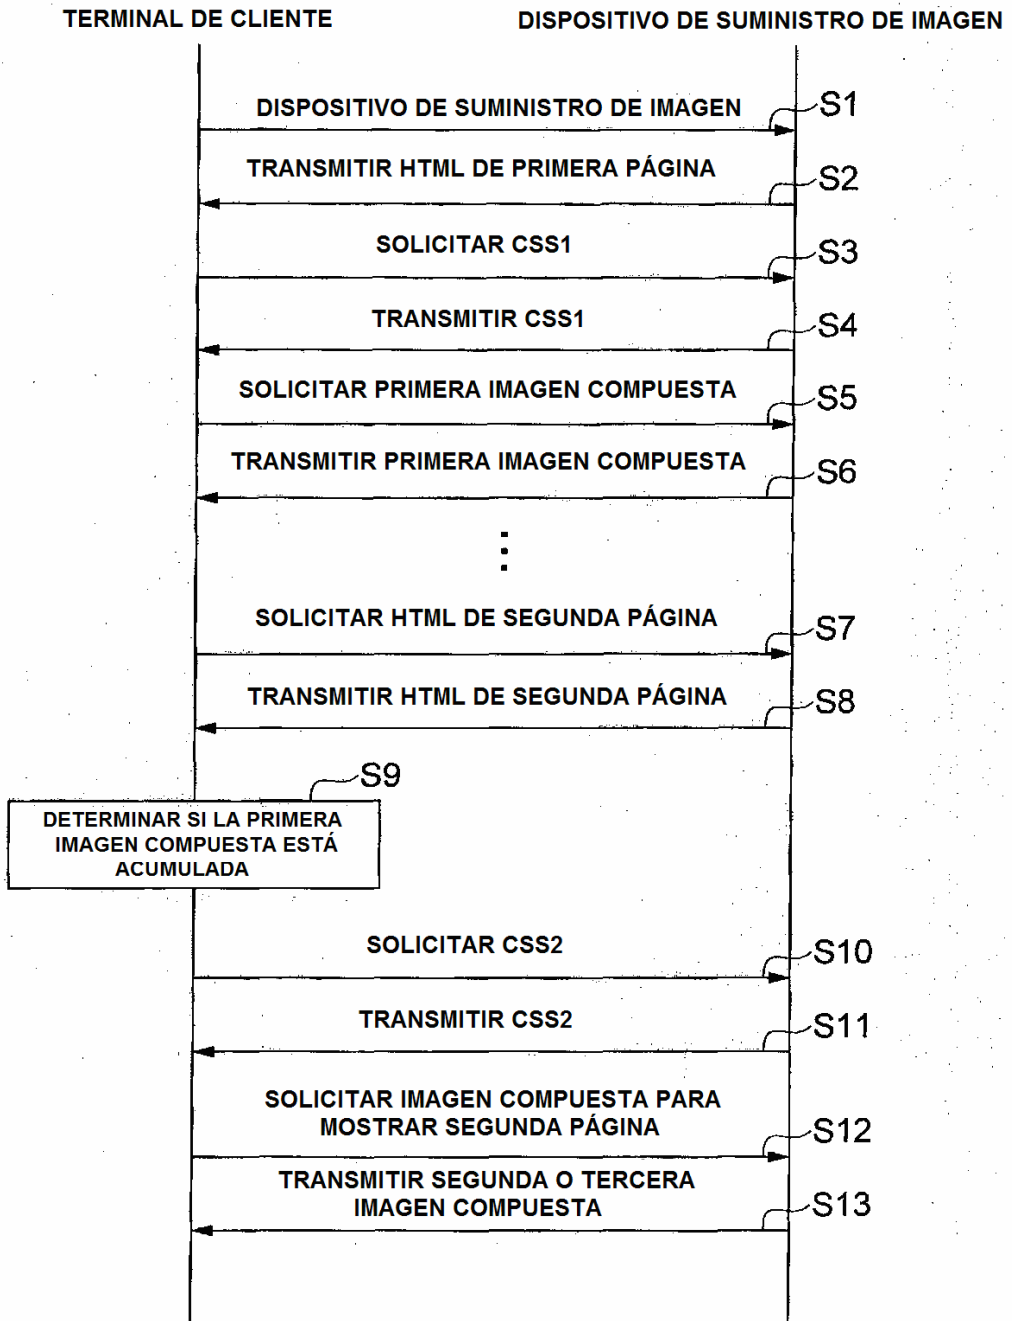 TERMINAL DE CLIENTE
DISPOSITIVO DE SUMINISTRO DE IMAGEN
DISPOSITIVO DE SUMINISTRO DE IMAGEN
S1
TRANSMITIR HTML DE PRIMERA PÁGINA
S2
SOLICITAR CSS1
S3
TRANSMITIR CSS1
S4
SOLICITAR PRIMERA IMAGEN COMPUESTA
S5
TRANSMITIR PRIMERA IMAGEN COMPUESTA
S6
SOLICITAR HTML DE SEGUNDA PÁGINA
S7
TRANSMITIR HTML DE SEGUNDA PÁGINA
S8
S9
DETERMINAR SI LA PRIMERA
IMAGEN COMPUESTA ESTÁ
ACUMULADA
SOLICITAR CSS2
S10
TRANSMITIR CSS2
S11
SOLICITAR IMAGEN COMPUESTA PARA
MOSTRAR SEGUNDA PÁGINA
S12
TRANSMITIR SEGUNDA O TERCERA
IMAGEN COMPUESTA
S13